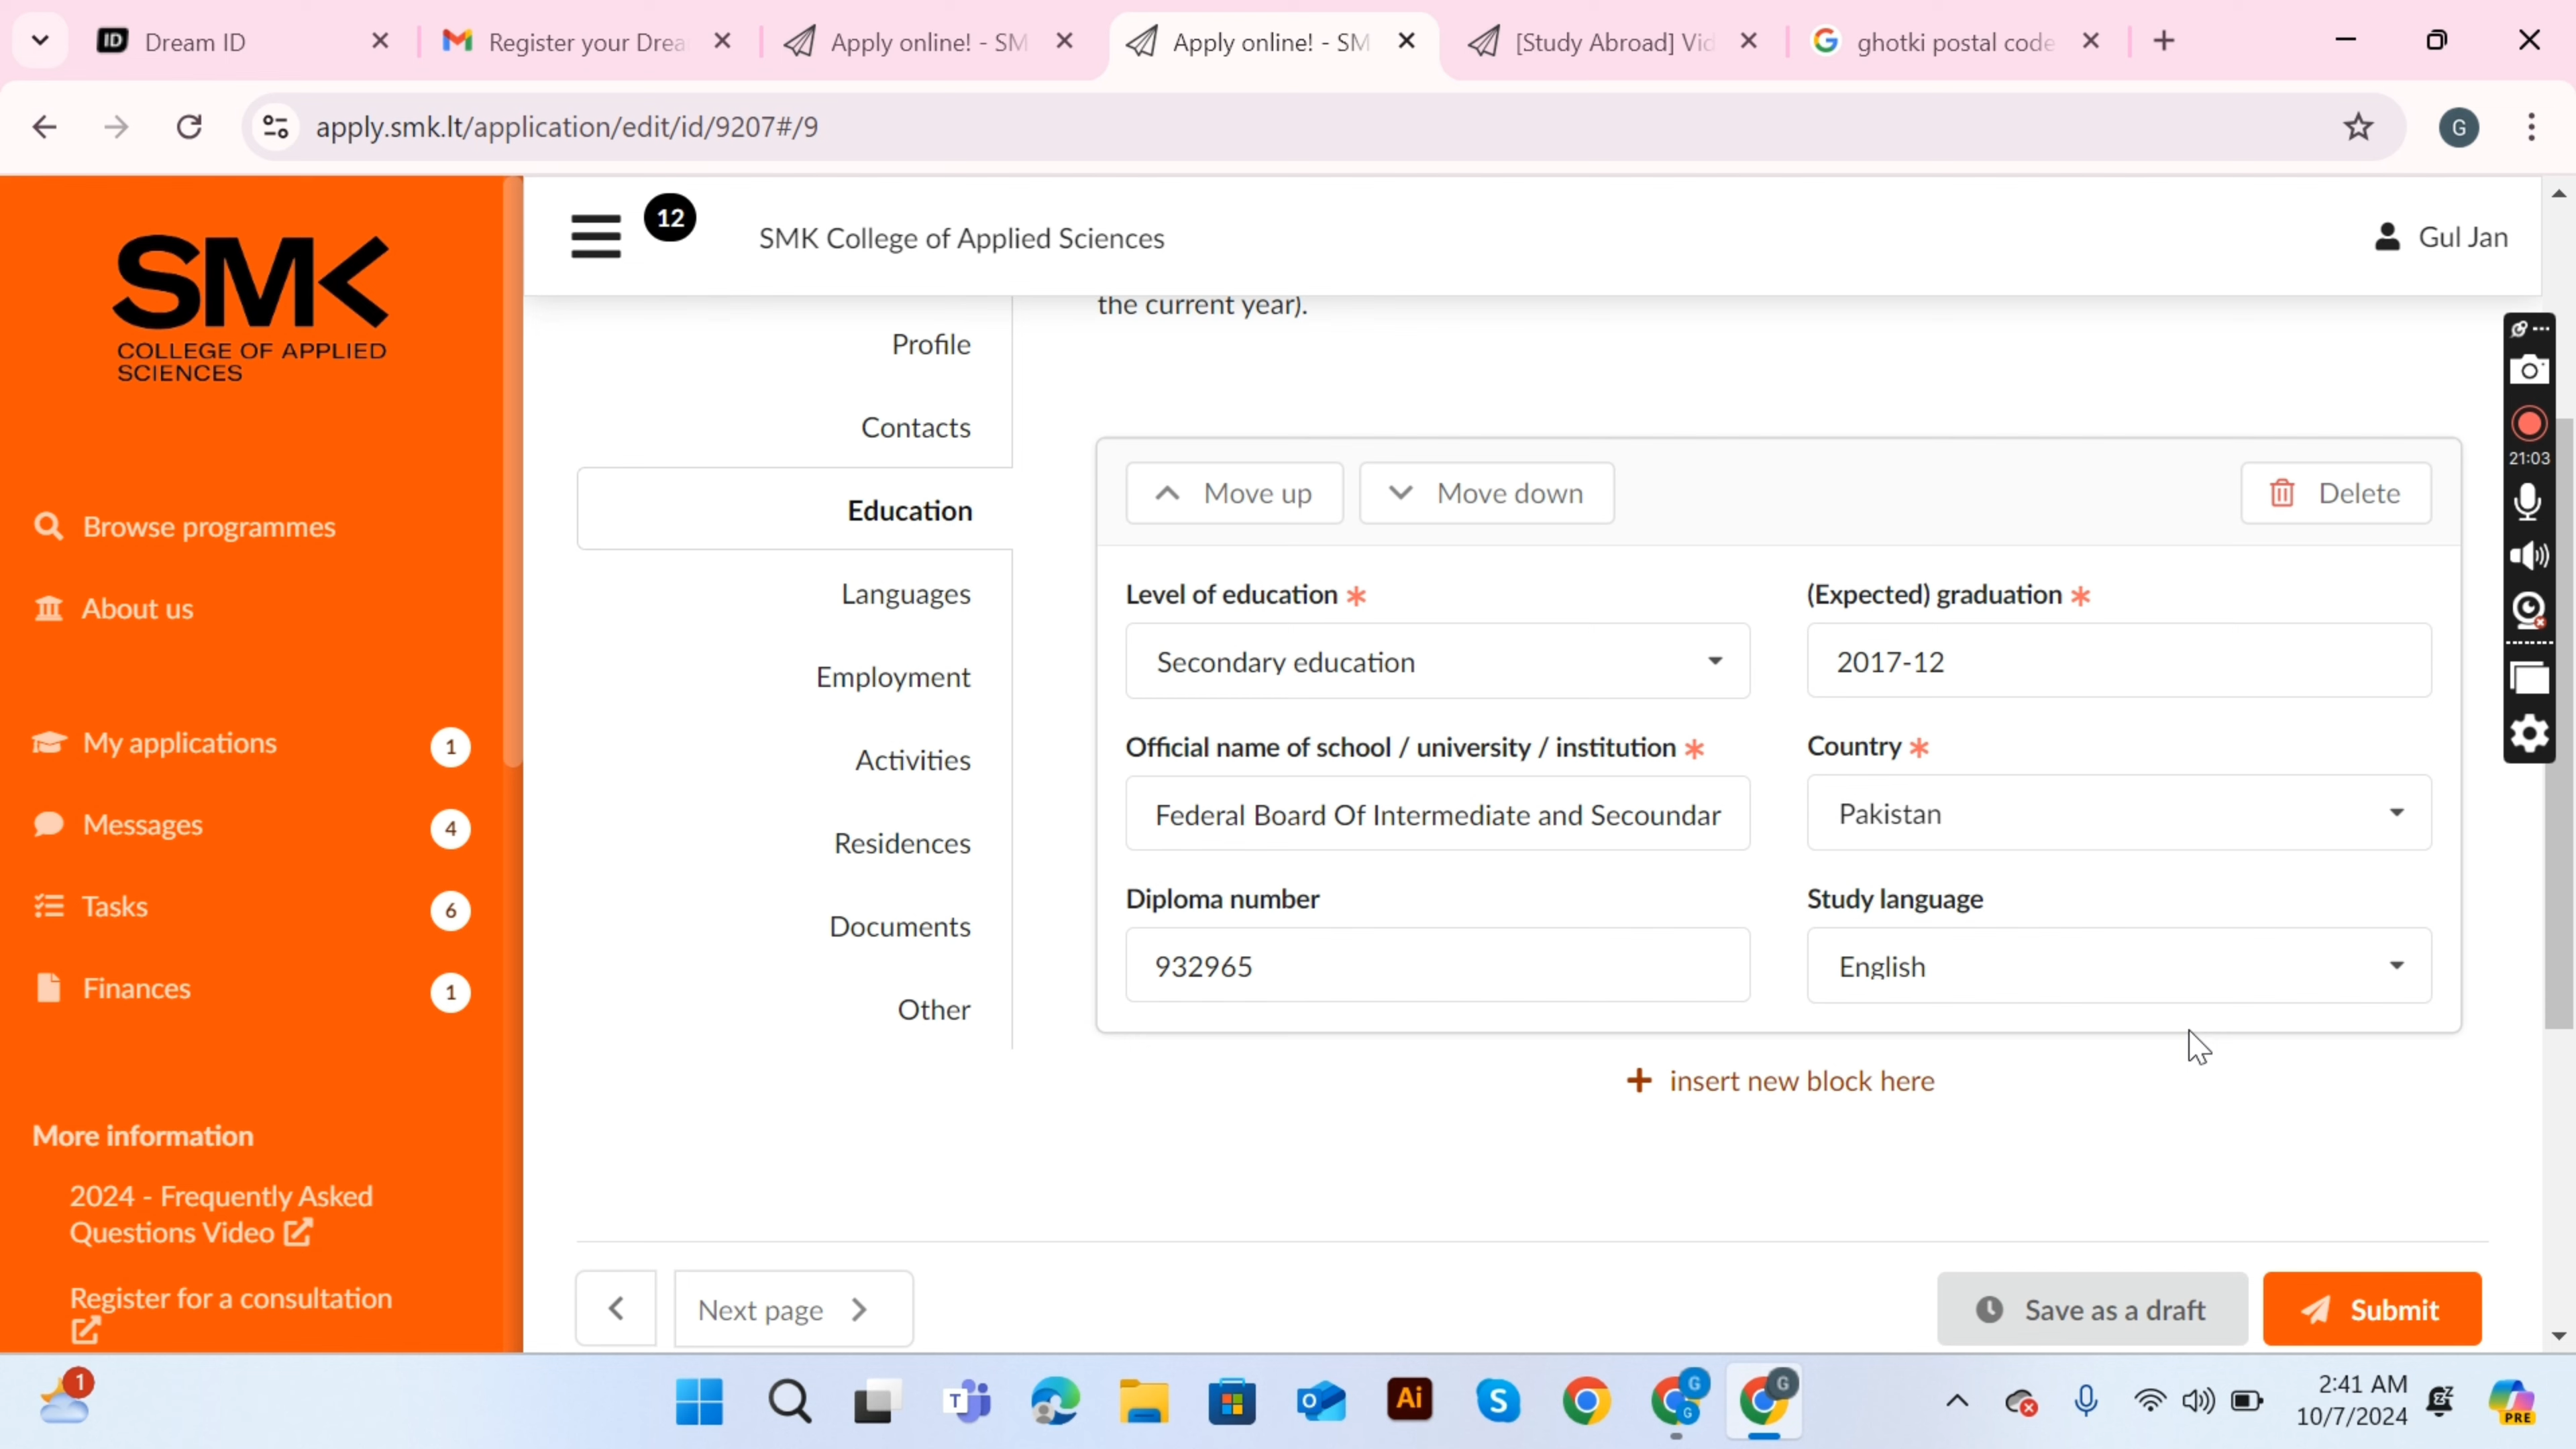 Dream ID
Register your Drea
Apply online! - SM
Apply online! - SM
[Study Abroad] Vid
ghotki postal code
apply.smk.lt/application/edit/id/9207#/9
G
SMK
COLLEGE OF APPLIED
SCIENCES
12
SMK College of Applied Sciences
Gul Jan
Browse programmes
About us
My applications 1
Messages 4
Tasks 6
Finances 1
More information
2024 - Frequently Asked
Questions Video
Register for a consultation
Profile
Contacts
Education
Languages
Employment
Activities
Residences
Documents
Other
the current year).
Move up
Move down
Delete
Level of education *
Secondary education
(Expected) graduation *
2017-12
Official name of school / university / institution *
Federal Board Of Intermediate and Secoundar
Country *
Pakistan
Diploma number
932965
Study language
English
+ insert new block here
Next page
Save as a draft
Submit
21:03
1
T
Ai
S
G
G
G
2:41 AM
10/7/2024
PRE